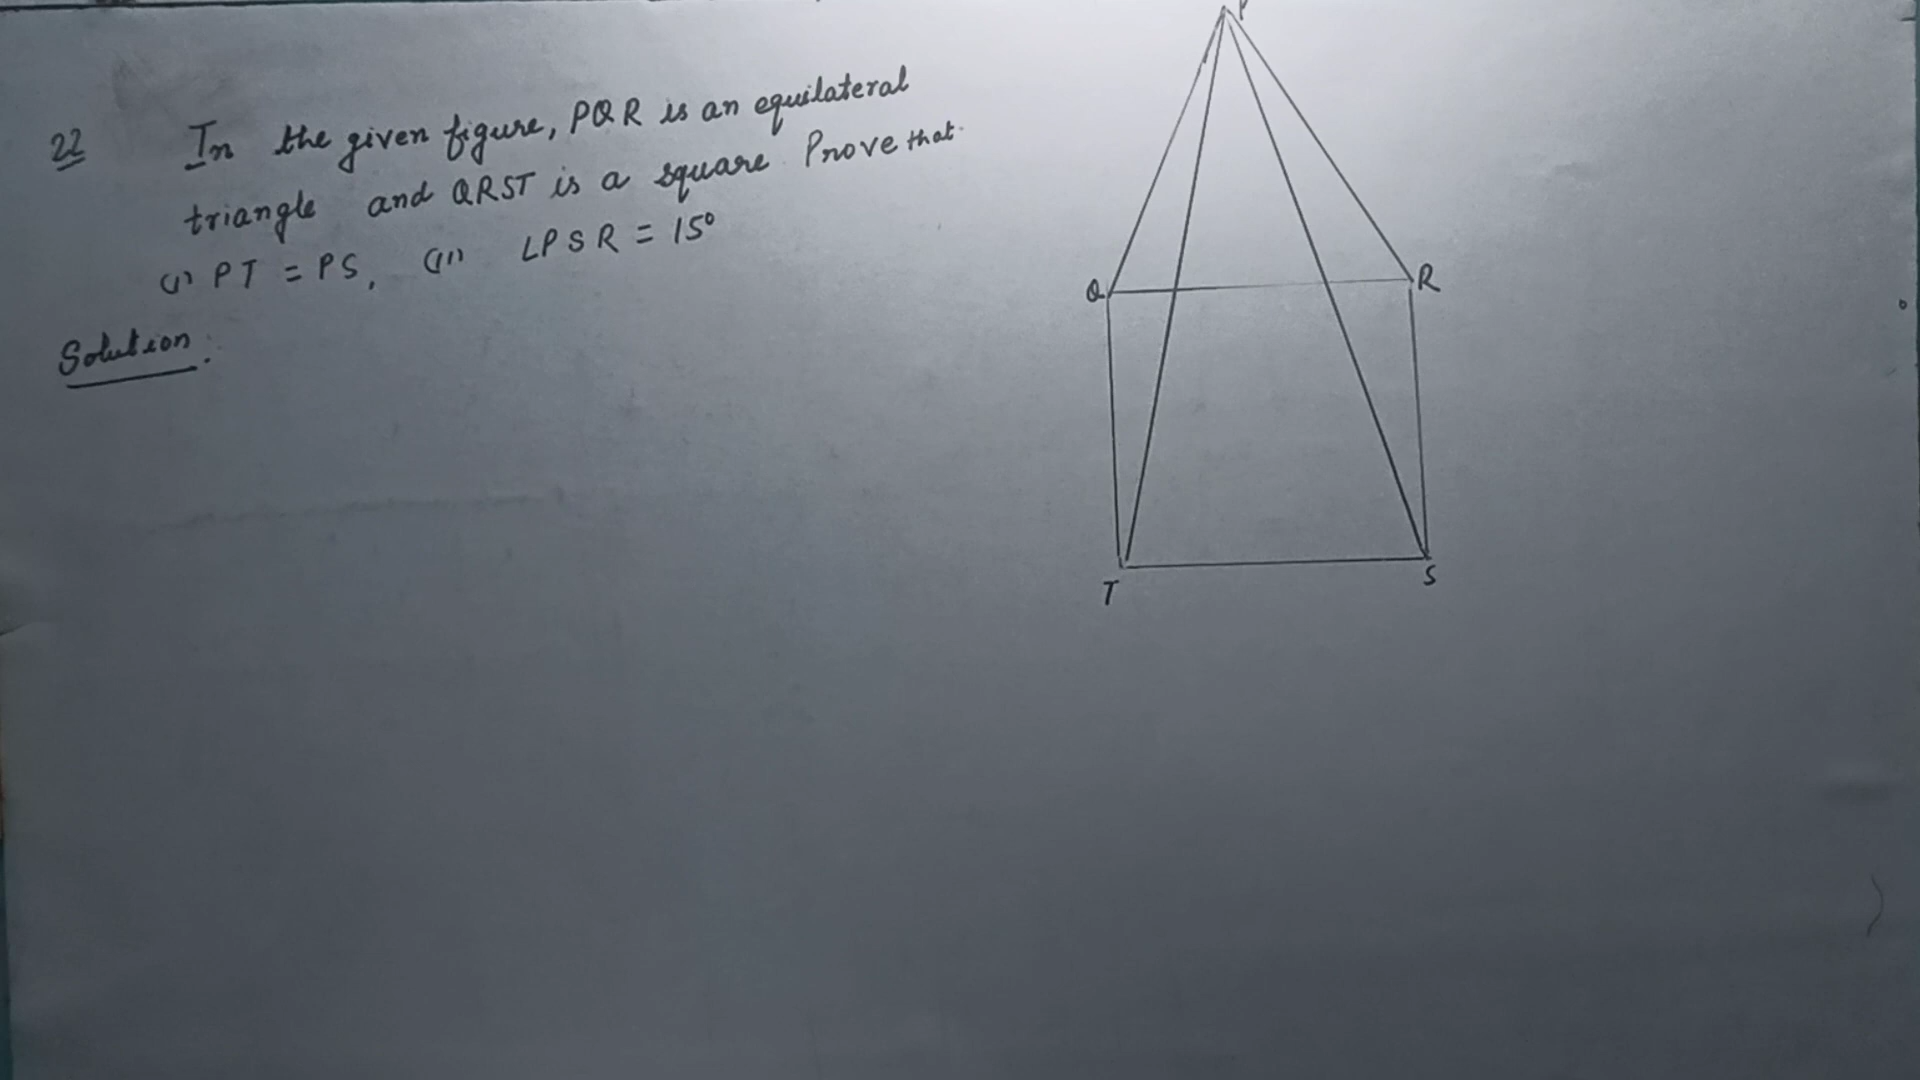 22 In the given figure, PQR is an equilateral
triangle and QRST is a square. Prove that
(i) PT = PS, (ii) ∠PSR = 15°
Solution:
P
Q
R
T
S